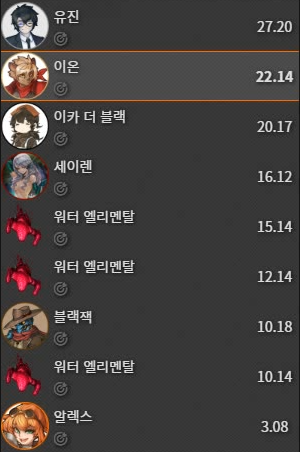 유진 27.20
이온 22.14
이카 더 블랙 20.17
세이렌 16.12
워터 엘리멘탈 15.14
워터 엘리멘탈 12.14
블랙잭 10.18
워터 엘리멘탈 10.14
알렉스 3.08